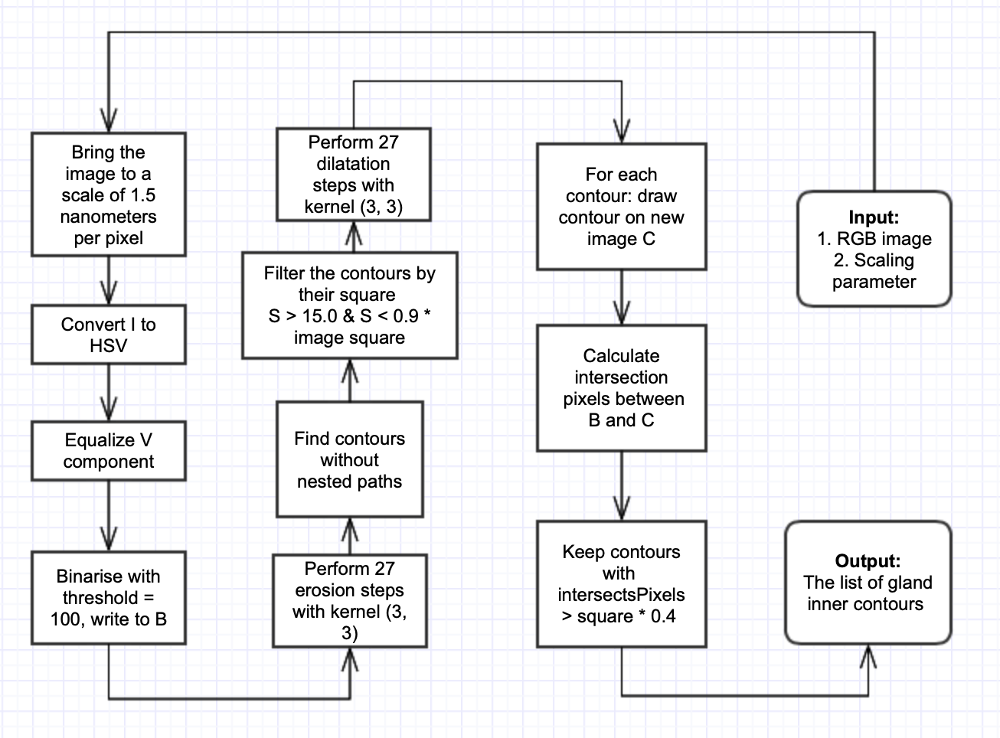 Input:
1. RGB image
2. Scaling
parameter
Bring the
image to a
scale of 1.5
nanometers
per pixel
Convert I to
HSV
Equalize V
component
Binarise with
threshold =
100, write to B
Perform 27
erosion steps
with kernel (3,
3)
Find contours
without
nested paths
Filter the contours by
their square
S > 15.0 & S < 0.9 *
image square
Perform 27
dilatation
steps with
kernel (3, 3)
For each
contour: draw
contour on new
image C
Calculate
intersection
pixels between
B and C
Keep contours
with
intersectsPixels
> square * 0.4
Output:
The list of gland
inner contours